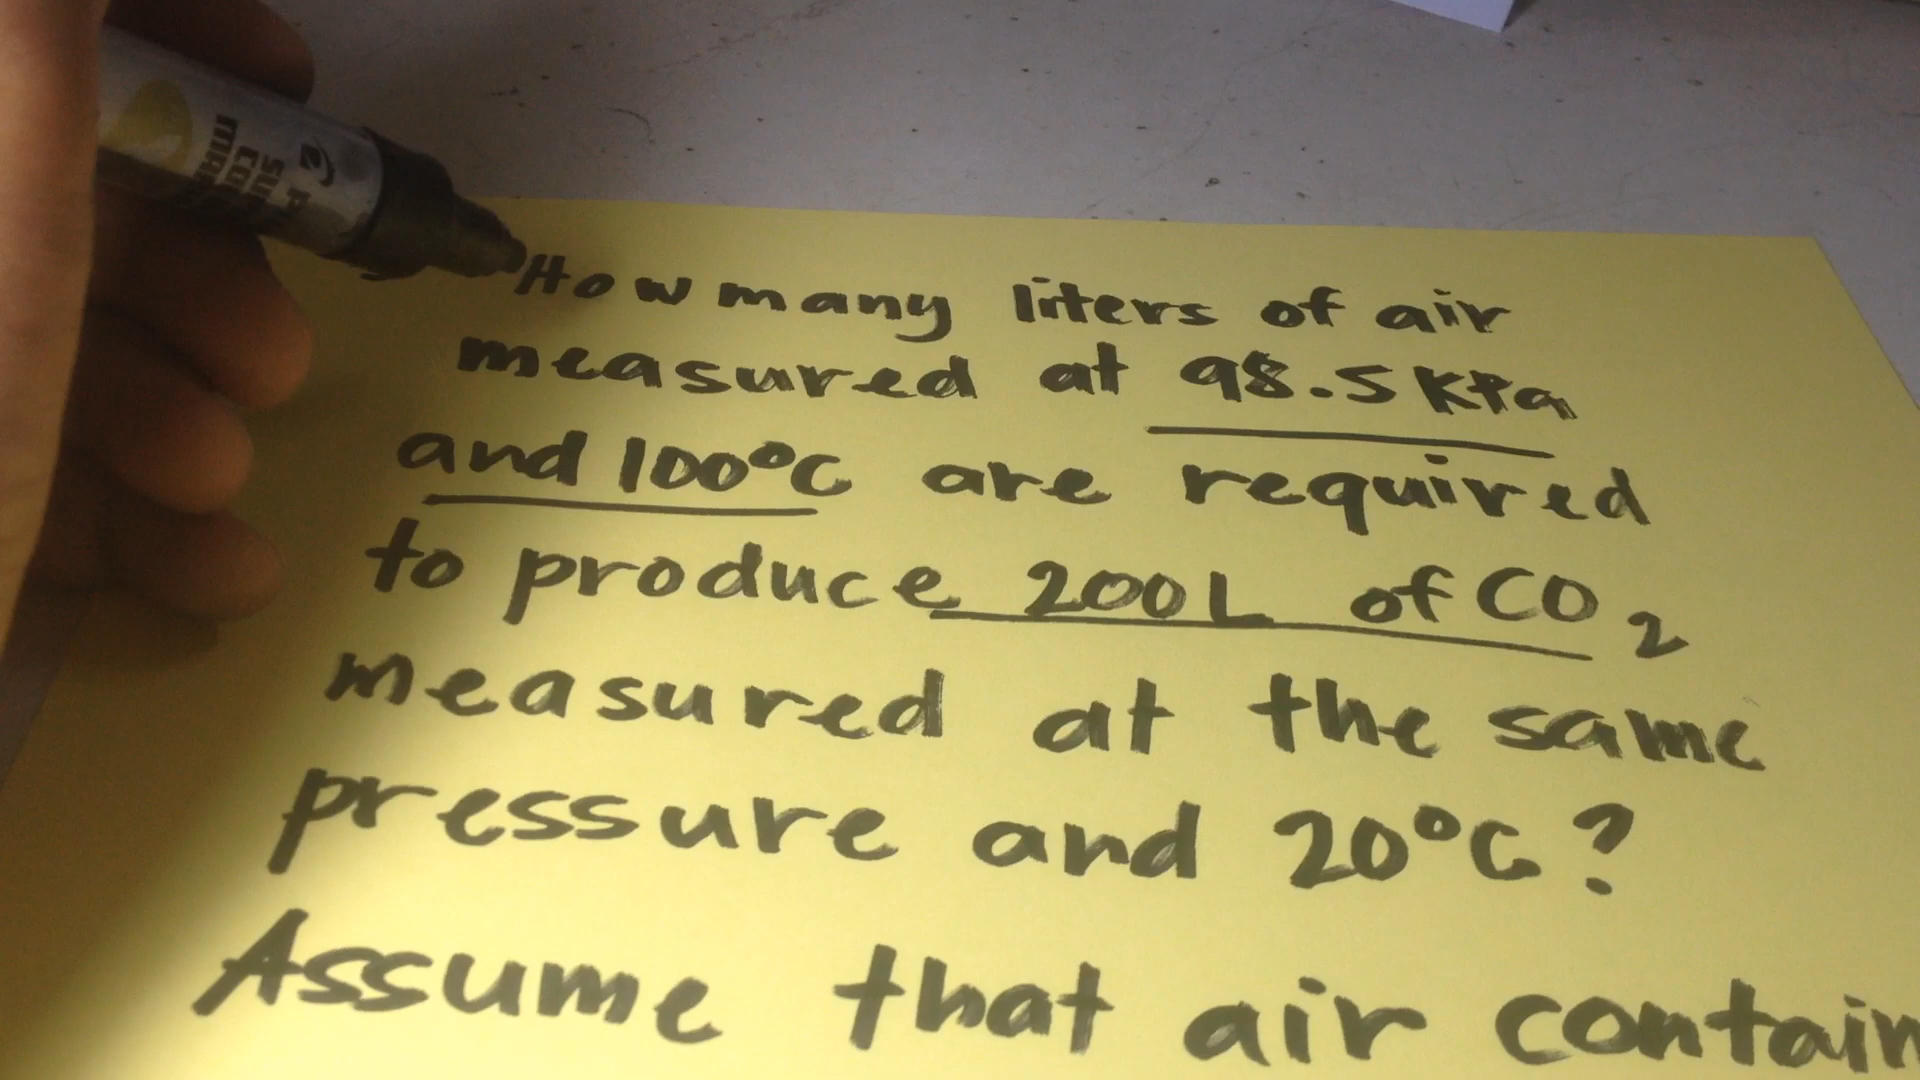 How many liters of air
measured at 98.5 KPa
and 100°C are required
to produce 200L of CO2
measured at the same
pressure and 20°C?
Assume that air contain